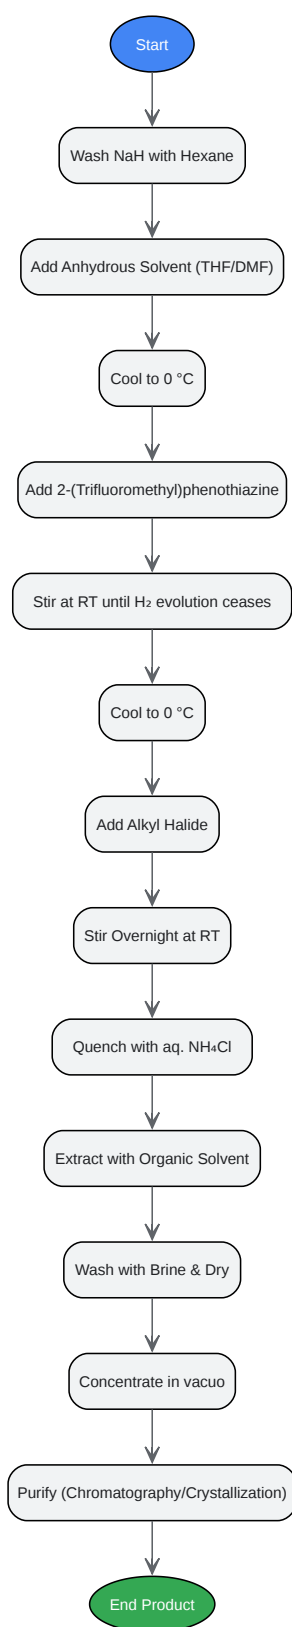 Start
Wash NaH with Hexane
Add Anhydrous Solvent (THF/DMF)
Cool to 0 °C
Add 2-(Trifluoromethyl)phenothiazine
Stir at RT until H₂ evolution ceases
Cool to 0 °C
Add Alkyl Halide
Stir Overnight at RT
Quench with aq. NH₄Cl
Extract with Organic Solvent
Wash with Brine & Dry
Concentrate in vacuo
Purify (Chromatography/Crystallization)
End Product